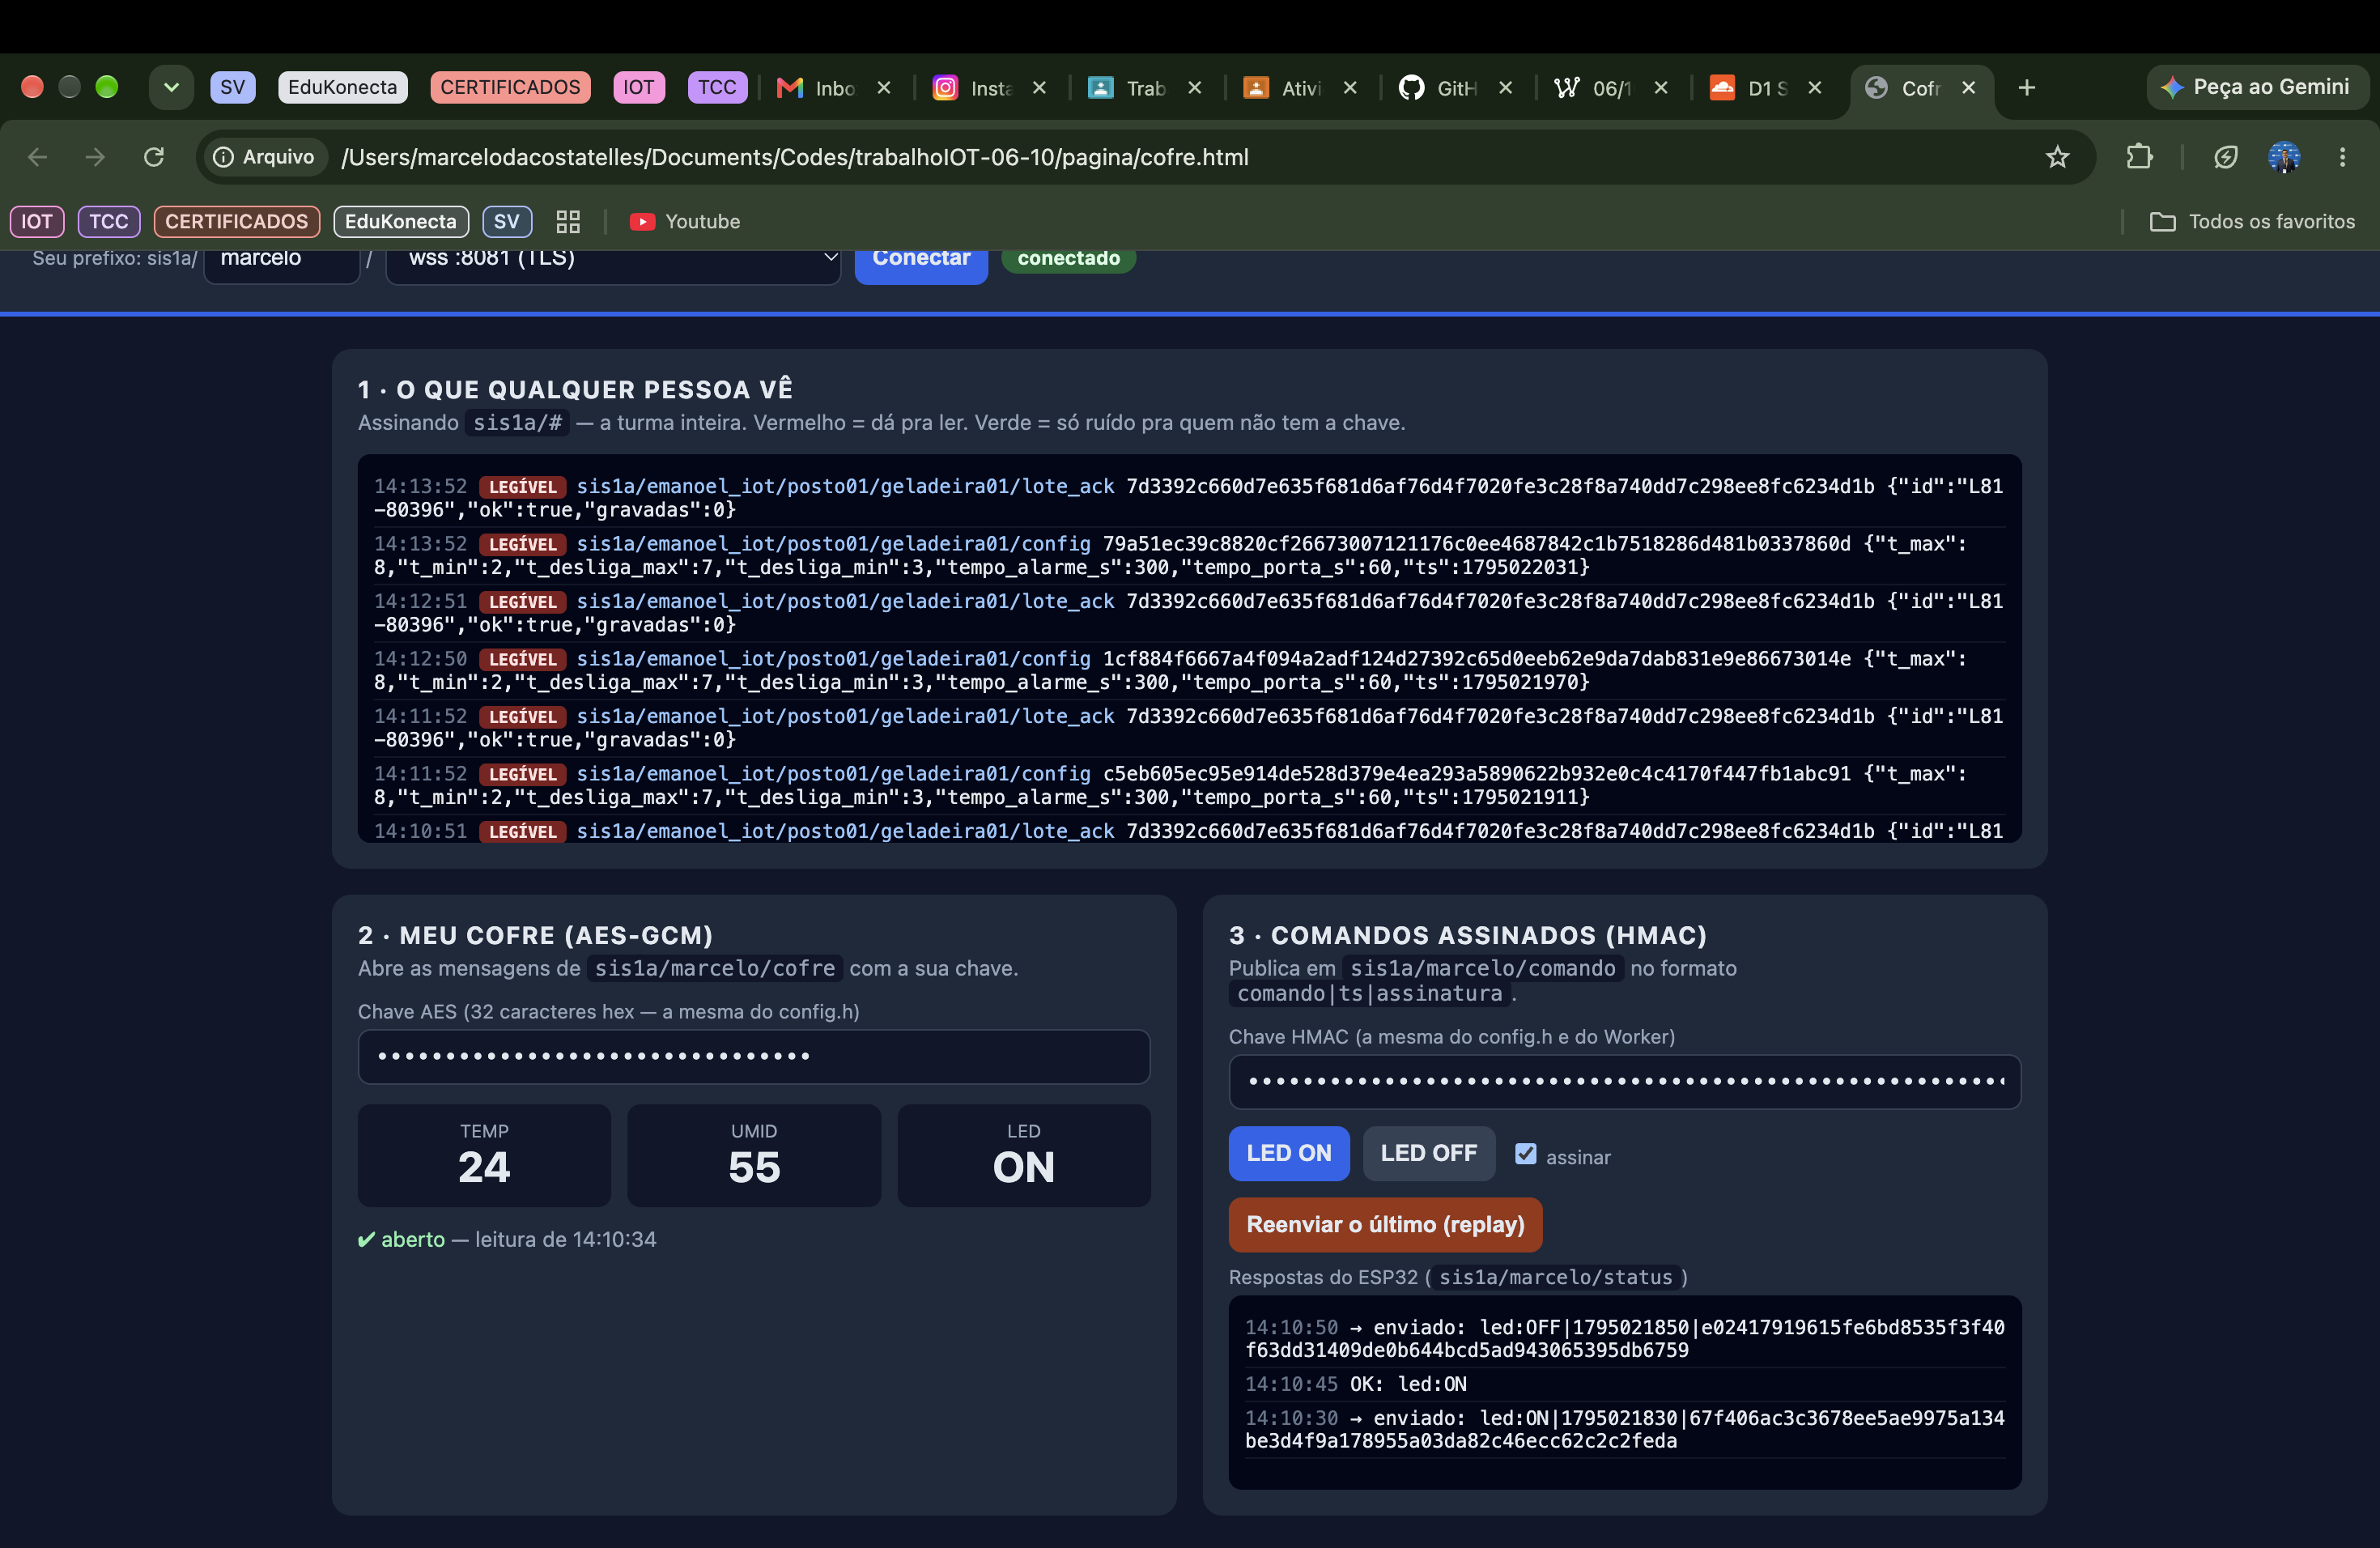 SV EduKonecta CERTIFICADOS IOT TCC Inbo Insta Trab Ativi GitH 06/1 D1 S Cofr Peça ao Gemini
Arquivo /Users/marcelodacostatelles/Documents/Codes/trabalhoIOT-06-10/pagina/cofre.html
IOT TCC CERTIFICADOS EduKonecta SV Youtube Todos os favoritos
Seu prefixo: sis1a/ marcelo / wss :8081 (TLS) Conectar conectado
1 · O QUE QUALQUER PESSOA VÊ
Assinando sis1a/# — a turma inteira. Vermelho = dá pra ler. Verde = só ruído pra quem não tem a chave.
14:13:52 LEGÍVEL sis1a/emanoel_iot/posto01/geladeira01/lote_ack 7d3392c660d7e635f681d6af76d4f7020fe3c28f8a740dd7c298ee8fc6234d1b {"id":"L81
-80396","ok":true,"gravadas":0}
14:13:52 LEGÍVEL sis1a/emanoel_iot/posto01/geladeira01/config 79a51ec39c8820cf26673007121176c0ee4687842c1b7518286d481b0337860d {"t_max":
8,"t_min":2,"t_desliga_max":7,"t_desliga_min":3,"tempo_alarme_s":300,"tempo_porta_s":60,"ts":1795022031}
14:12:51 LEGÍVEL sis1a/emanoel_iot/posto01/geladeira01/lote_ack 7d3392c660d7e635f681d6af76d4f7020fe3c28f8a740dd7c298ee8fc6234d1b {"id":"L81
-80396","ok":true,"gravadas":0}
14:12:50 LEGÍVEL sis1a/emanoel_iot/posto01/geladeira01/config 1cf884f6667a4f094a2adf124d27392c65d0eeb62e9da7dab831e9e86673014e {"t_max":
8,"t_min":2,"t_desliga_max":7,"t_desliga_min":3,"tempo_alarme_s":300,"tempo_porta_s":60,"ts":1795021970}
14:11:52 LEGÍVEL sis1a/emanoel_iot/posto01/geladeira01/lote_ack 7d3392c660d7e635f681d6af76d4f7020fe3c28f8a740dd7c298ee8fc6234d1b {"id":"L81
-80396","ok":true,"gravadas":0}
14:11:52 LEGÍVEL sis1a/emanoel_iot/posto01/geladeira01/config c5eb605ec95e914de528d379e4ea293a5890622b932e0c4c4170f447fb1abc91 {"t_max":
8,"t_min":2,"t_desliga_max":7,"t_desliga_min":3,"tempo_alarme_s":300,"tempo_porta_s":60,"ts":1795021911}
14:10:51 LEGÍVEL sis1a/emanoel_iot/posto01/geladeira01/lote_ack 7d3392c660d7e635f681d6af76d4f7020fe3c28f8a740dd7c298ee8fc6234d1b {"id":"L81
2 · MEU COFRE (AES-GCM)
Abre as mensagens de sis1a/marcelo/cofre com a sua chave.
Chave AES (32 caracteres hex — a mesma do config.h)
TEMP UMID LED
24 55 ON
✔ aberto — leitura de 14:10:34
3 · COMANDOS ASSINADOS (HMAC)
Publica em sis1a/marcelo/comando no formato
comando|ts|assinatura .
Chave HMAC (a mesma do config.h e do Worker)
LED ON LED OFF assinar
Reenviar o último (replay)
Respostas do ESP32 ( sis1a/marcelo/status )
14:10:50 → enviado: led:OFF|1795021850|e02417919615fe6bd8535f3f40
f63dd31409de0b644bcd5ad943065395db6759
14:10:45 OK: led:ON
14:10:30 → enviado: led:ON|1795021830|67f406ac3c3678ee5ae9975a134
be3d4f9a178955a03da82c46ecc62c2c2feda